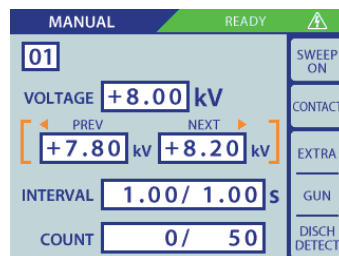 MANUAL READY
01
SWEEP
ON
VOLTAGE +8.00 kV
CONTACT
PREV NEXT
+7.80 kV +8.20 kV
EXTRA
INTERVAL 1.00/ 1.00 s
GUN
COUNT 0/ 50
DISCH
DETECT